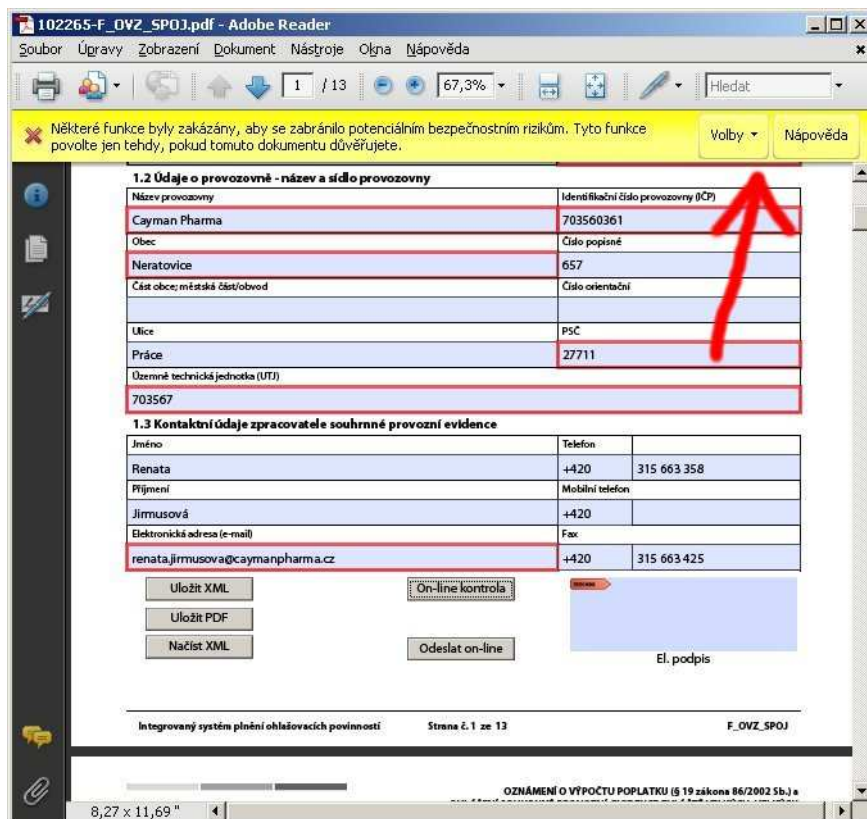 102265-F_OVZ_SPOJ.pdf - Adobe Reader
Soubor Úpravy Zobrazení Dokument Nástroje Okna Nápověda
1 / 13 67,3% Hledat
Některé funkce byly zakázány, aby se zabránilo potenciálním bezpečnostním rizikům. Tyto funkce
povolte jen tehdy, pokud tomuto dokumentu důvěřujete.
Volby Nápověda
1.2 Údaje o provozovně - název a sídlo provozovny
Název provozovny Identifikační číslo provozovny (IČP)
Cayman Pharma 703560361
Obec Číslo popisné
Neratovice 657
Část obce; městská část/obvod Číslo orientační
Ulice PSČ
Práce 27711
Územně technická jednotka (UTJ)
703567
1.3 Kontaktní údaje zpracovatele souhrnné provozní evidence
Jméno Telefon
Renata +420 315 663 358
Příjmení Mobilní telefon
Jirmusová +420
Elektronická adresa (e-mail) Fax
renata.jirmusova@caymanpharma.cz +420 315 663 425
Uložit XML On-line kontrola
Uložit PDF
Načíst XML Odeslat on-line
El. podpis
Integrovaný systém plnění ohlašovacích povinností Strana č. 1 ze 13 F_OVZ_SPOJ
OZNÁMENÍ O VÝPOČTU POPLATKU (§ 19 zákona 86/2002 Sb.) a
8,27 x 11,69 "